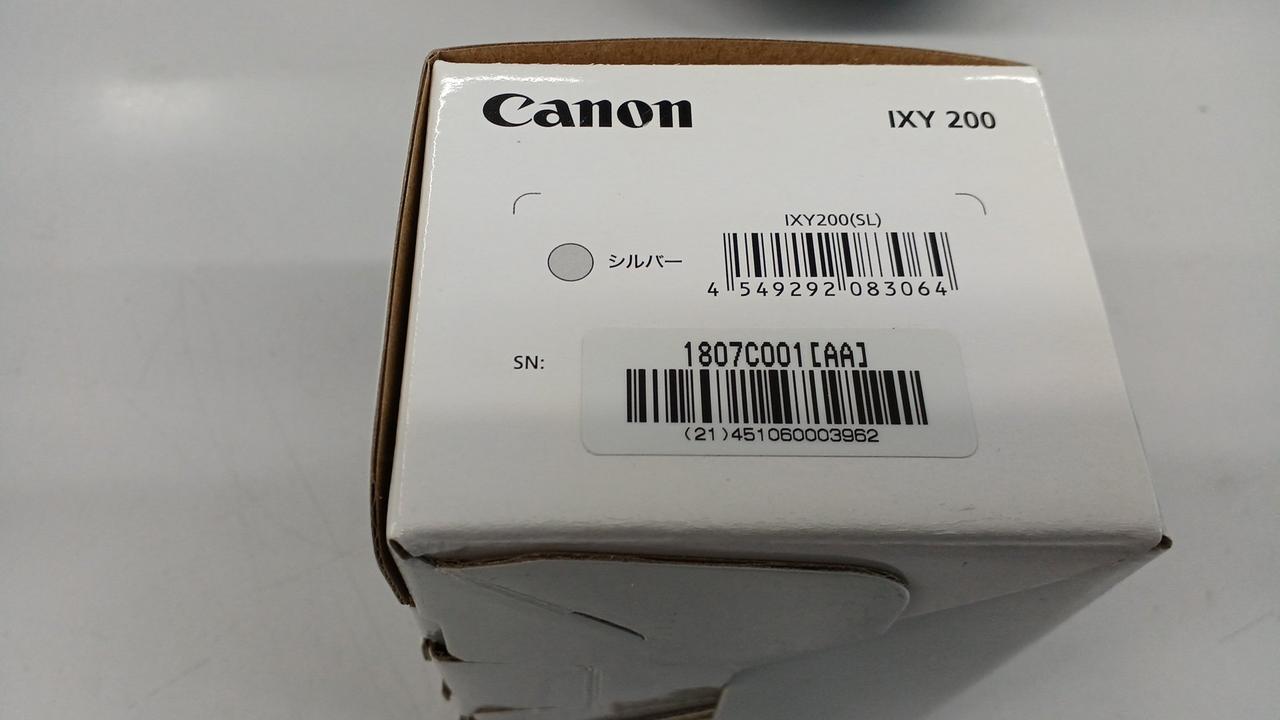 Canon
IXY 200
IXY200(SL)
シルバー
4 549292 083064
SN:
1807C001[AA]
(21)451060003962